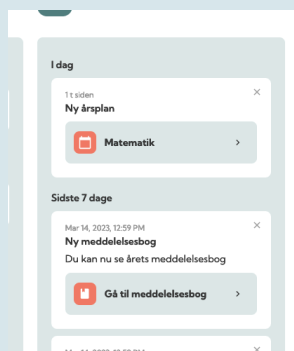 I dag
1 t siden
Ny årsplan
Matematik
Sidste 7 dage
Mar 14, 2023, 12:59 PM
Ny meddelelsesbog
Du kan nu se årets meddelelsesbog
Gå til meddelelsesbog